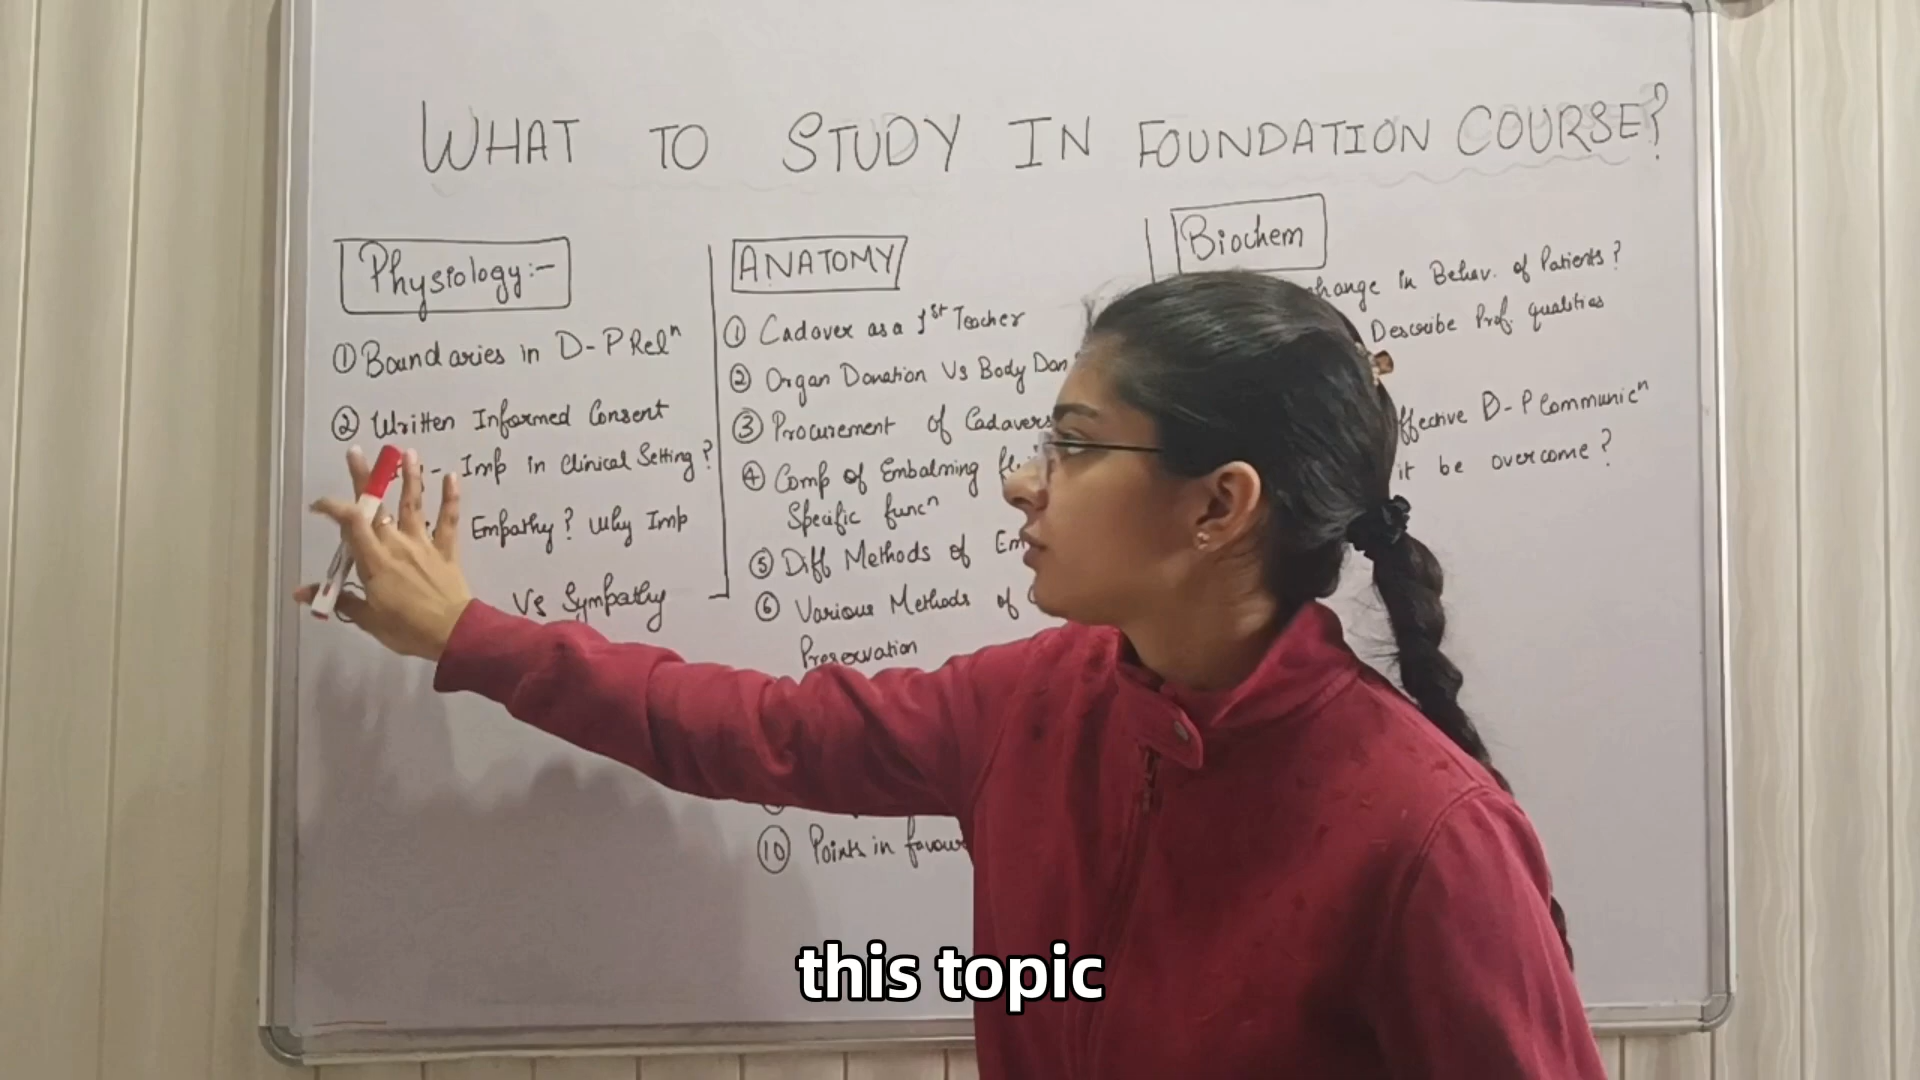 WHAT TO STUDY IN FOUNDATION COURSE?
Physiology:-
① Boundaries in D-P Relⁿ
② Written Informed Consent
- Imp in Clinical Setting?
Empathy? Why Imp
Vs Sympathy
ANATOMY
① Cadaver as a 1st Teacher
② Organ Donation Vs Body Don
③ Procurement of Cadavers
④ Comp of Embalming fl
Specific funcⁿ
⑤ Diff Methods of Em
⑥ Various Methods of
Preservation
⑩ Points in favour
Biochem
change in Behav. of Patients?
Describe Prof. qualities
ffective D-P Communicⁿ
it be overcome?
this topic